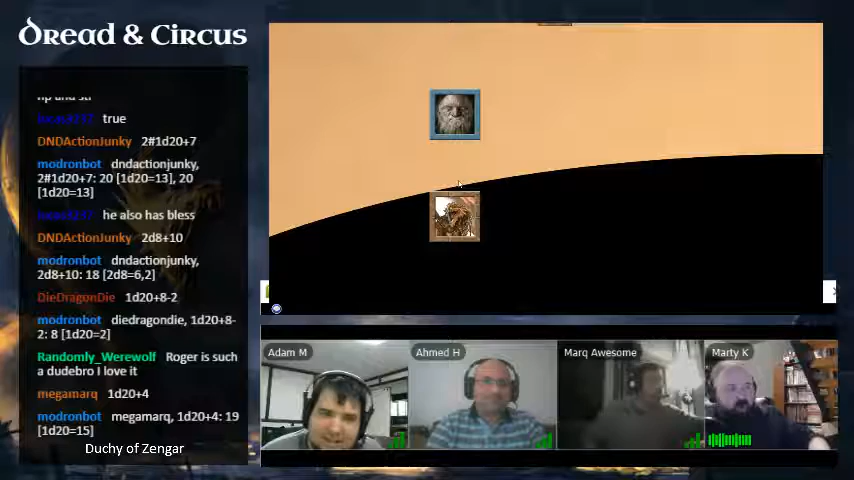 Dread & Circus
true
DNDActionJunky 2#1d20+7
modronbot dndactionjunky,
2#1d20+7: 20 [1d20=13], 20
[1d20=13]
he also has bless
DNDActionJunky 2d8+10
modronbot dndactionjunky,
2d8+10: 18 [2d8=6,2]
DieDragonDie 1d20+8-2
modronbot diedragondie, 1d20+8-
2: 8 [1d20=2]
Randomly_Werewolf Roger is such
a dudebro i love it
megamarq 1d20+4
modronbot megamarq, 1d20+4: 19
[1d20=15]
Duchy of Zengar
Adam M
Ahmed H
Marq Awesome
Marty K